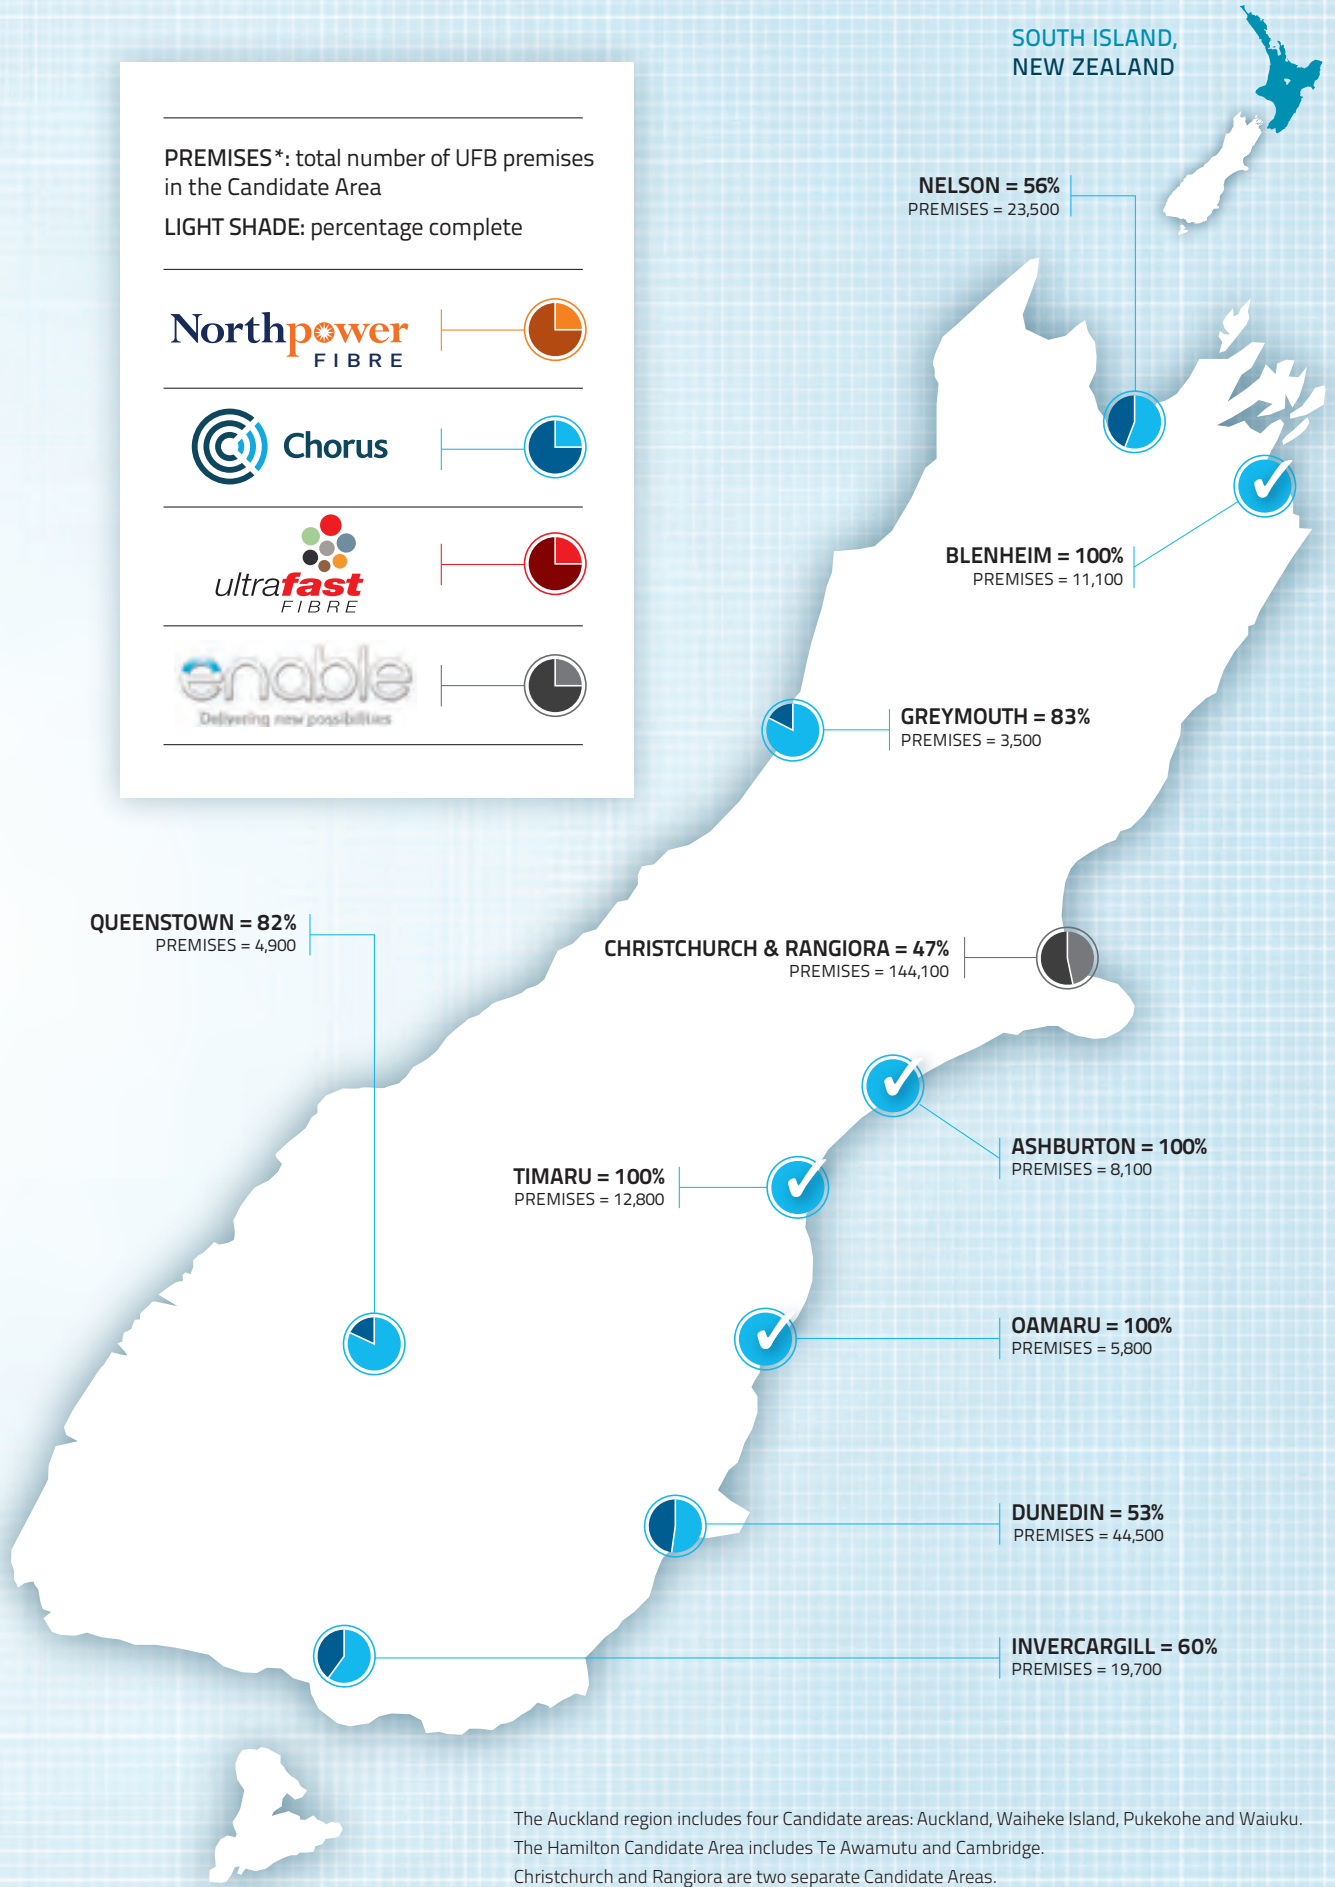 SOUTH ISLAND,
NEW ZEALAND
PREMISES*: total number of UFB premises
in the Candidate Area
LIGHT SHADE: percentage complete
Northpower
FIBRE
Chorus
ultrafast
FIBRE
enable
Delivering new possibilities
NELSON = 56%
PREMISES = 23,500
BLENHEIM = 100%
PREMISES = 11,100
GREYMOUTH = 83%
PREMISES = 3,500
QUEENSTOWN = 82%
PREMISES = 4,900
CHRISTCHURCH & RANGIORA = 47%
PREMISES = 144,100
ASHBURTON = 100%
PREMISES = 8,100
TIMARU = 100%
PREMISES = 12,800
OAMARU = 100%
PREMISES = 5,800
DUNEDIN = 53%
PREMISES = 44,500
INVERCARGILL = 60%
PREMISES = 19,700
The Auckland region includes four Candidate areas: Auckland, Waiheke Island, Pukekohe and Waiuku.
The Hamilton Candidate Area includes Te Awamutu and Cambridge.
Christchurch and Rangiora are two separate Candidate Areas.